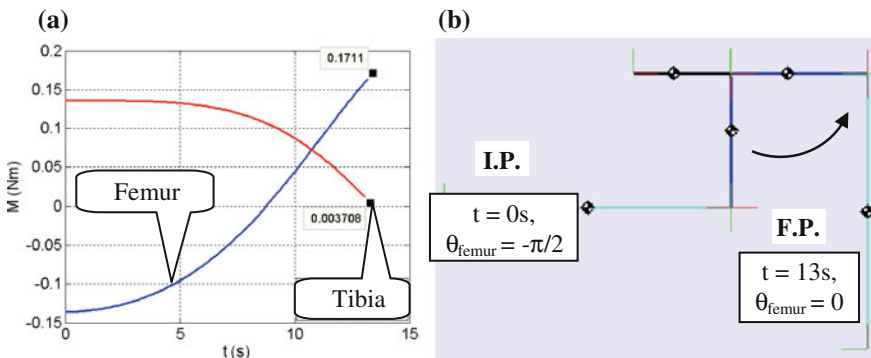 (a)
0.2
0.15
0.1
0.05
0
-0.05
-0.1
-0.15
M (Nm)
0
5
10
15
t (s)
0.1711
0.003708
Femur
Tibia
(b)
I.P.
t = 0s,
θfemur = -π/2
F.P.
t = 13s,
θfemur = 0